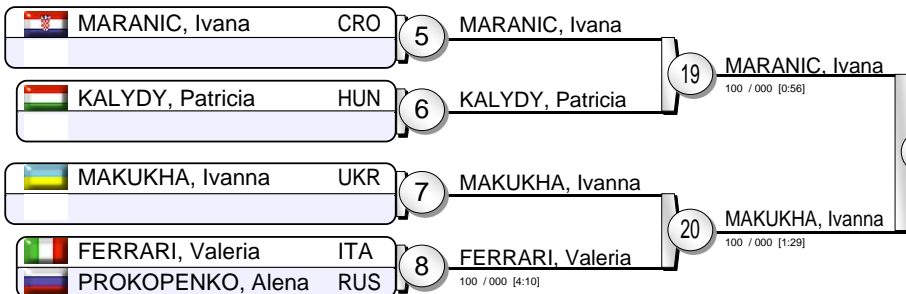 MARANIC, Ivana CRO
5
MARANIC, Ivana
19
MARANIC, Ivana
100 / 000 [0:56]
KALYDY, Patricia HUN
6
KALYDY, Patricia
MAKUKHA, Ivanna UKR
7
MAKUKHA, Ivanna
20
MAKUKHA, Ivanna
100 / 000 [1:29]
FERRARI, Valeria ITA
PROKOPENKO, Alena RUS
8
FERRARI, Valeria
100 / 000 [4:10]